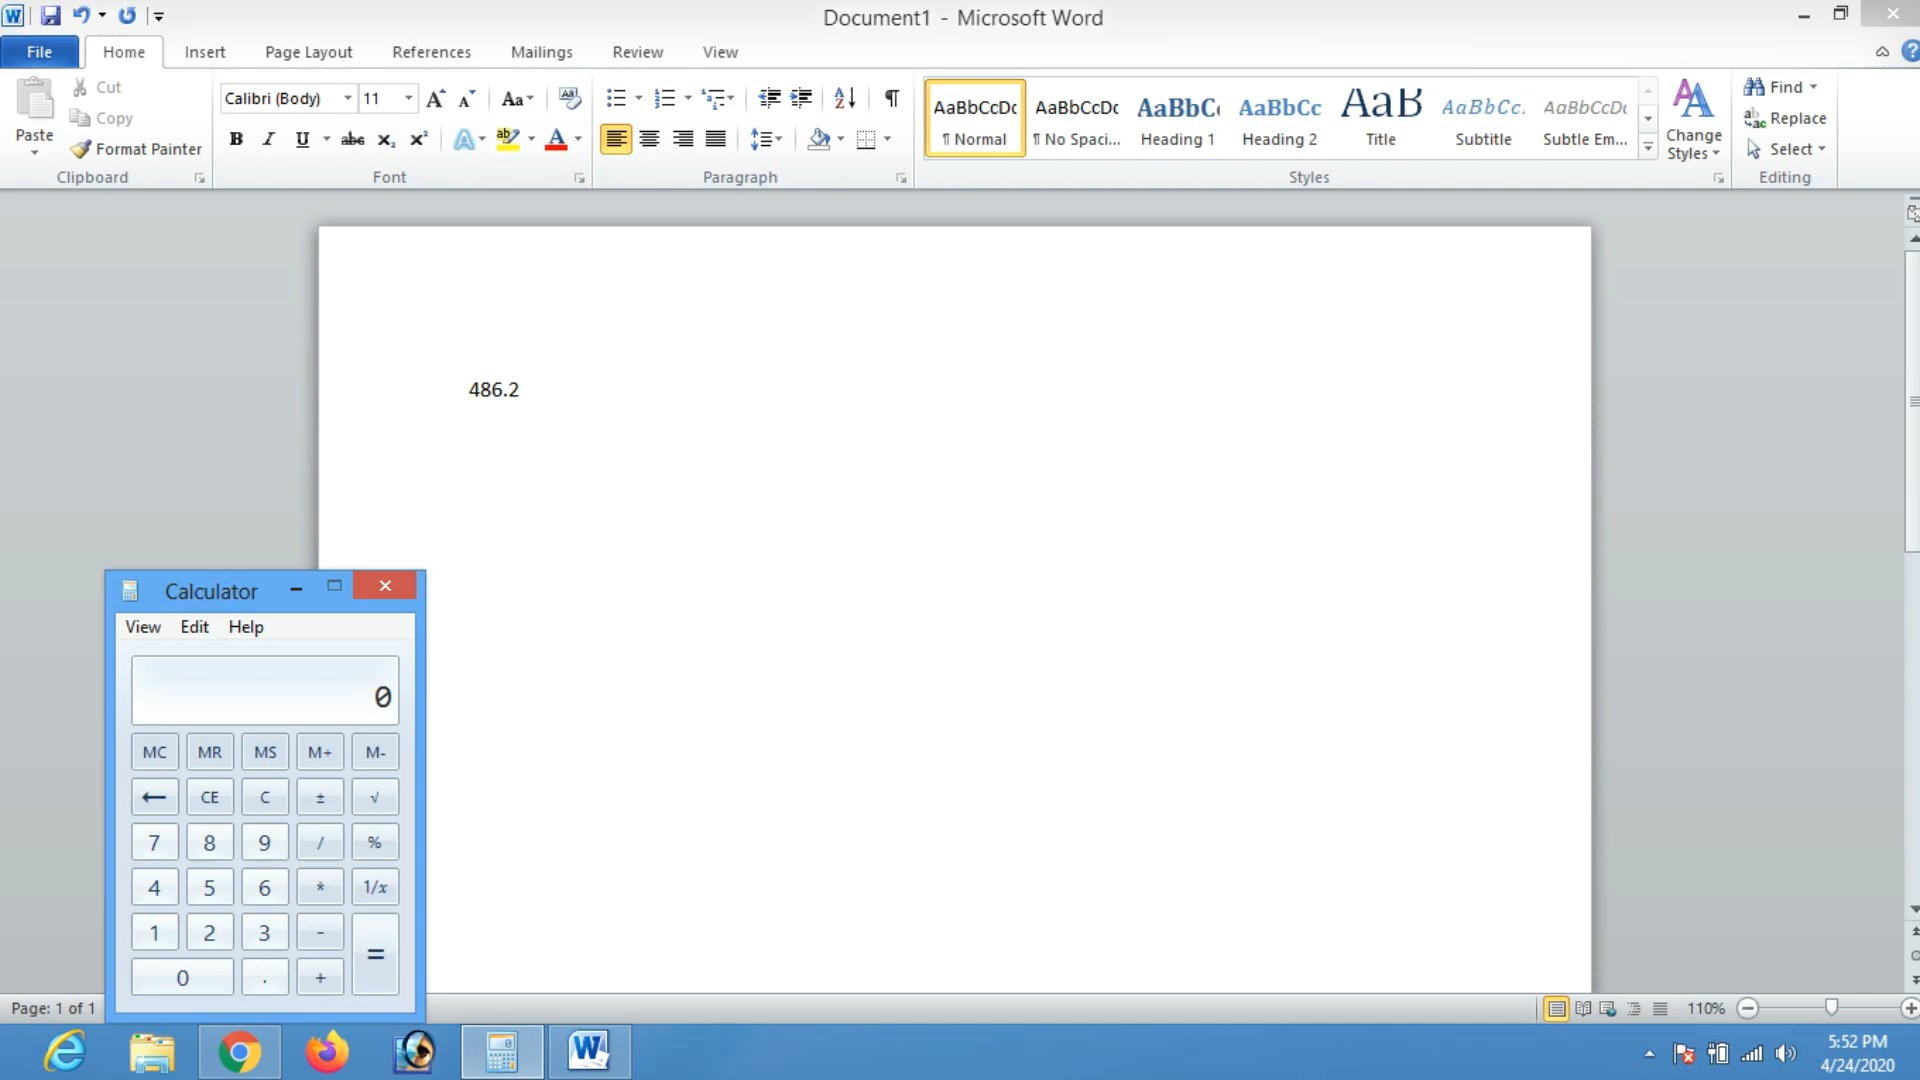 Document1 - Microsoft Word
File Home Insert Page Layout References Mailings Review View
Paste
Cut
Copy
Format Painter
Clipboard
Calibri (Body) 11
Font
Paragraph
AaBbCcDc AaBbCcDc AaBbC AaBbCc AaB AaBbCc. AaBbCcDc
¶ Normal ¶ No Spaci... Heading 1 Heading 2 Title Subtitle Subtle Em...
Change Styles
Styles
Find
Replace
Select
Editing
486.2
Calculator
View Edit Help
0
MC MR MS M+ M-
← CE C ± √
7 8 9 / %
4 5 6 * 1/x
1 2 3 - =
0 . +
Page: 1 of 1
110%
5:52 PM
4/24/2020